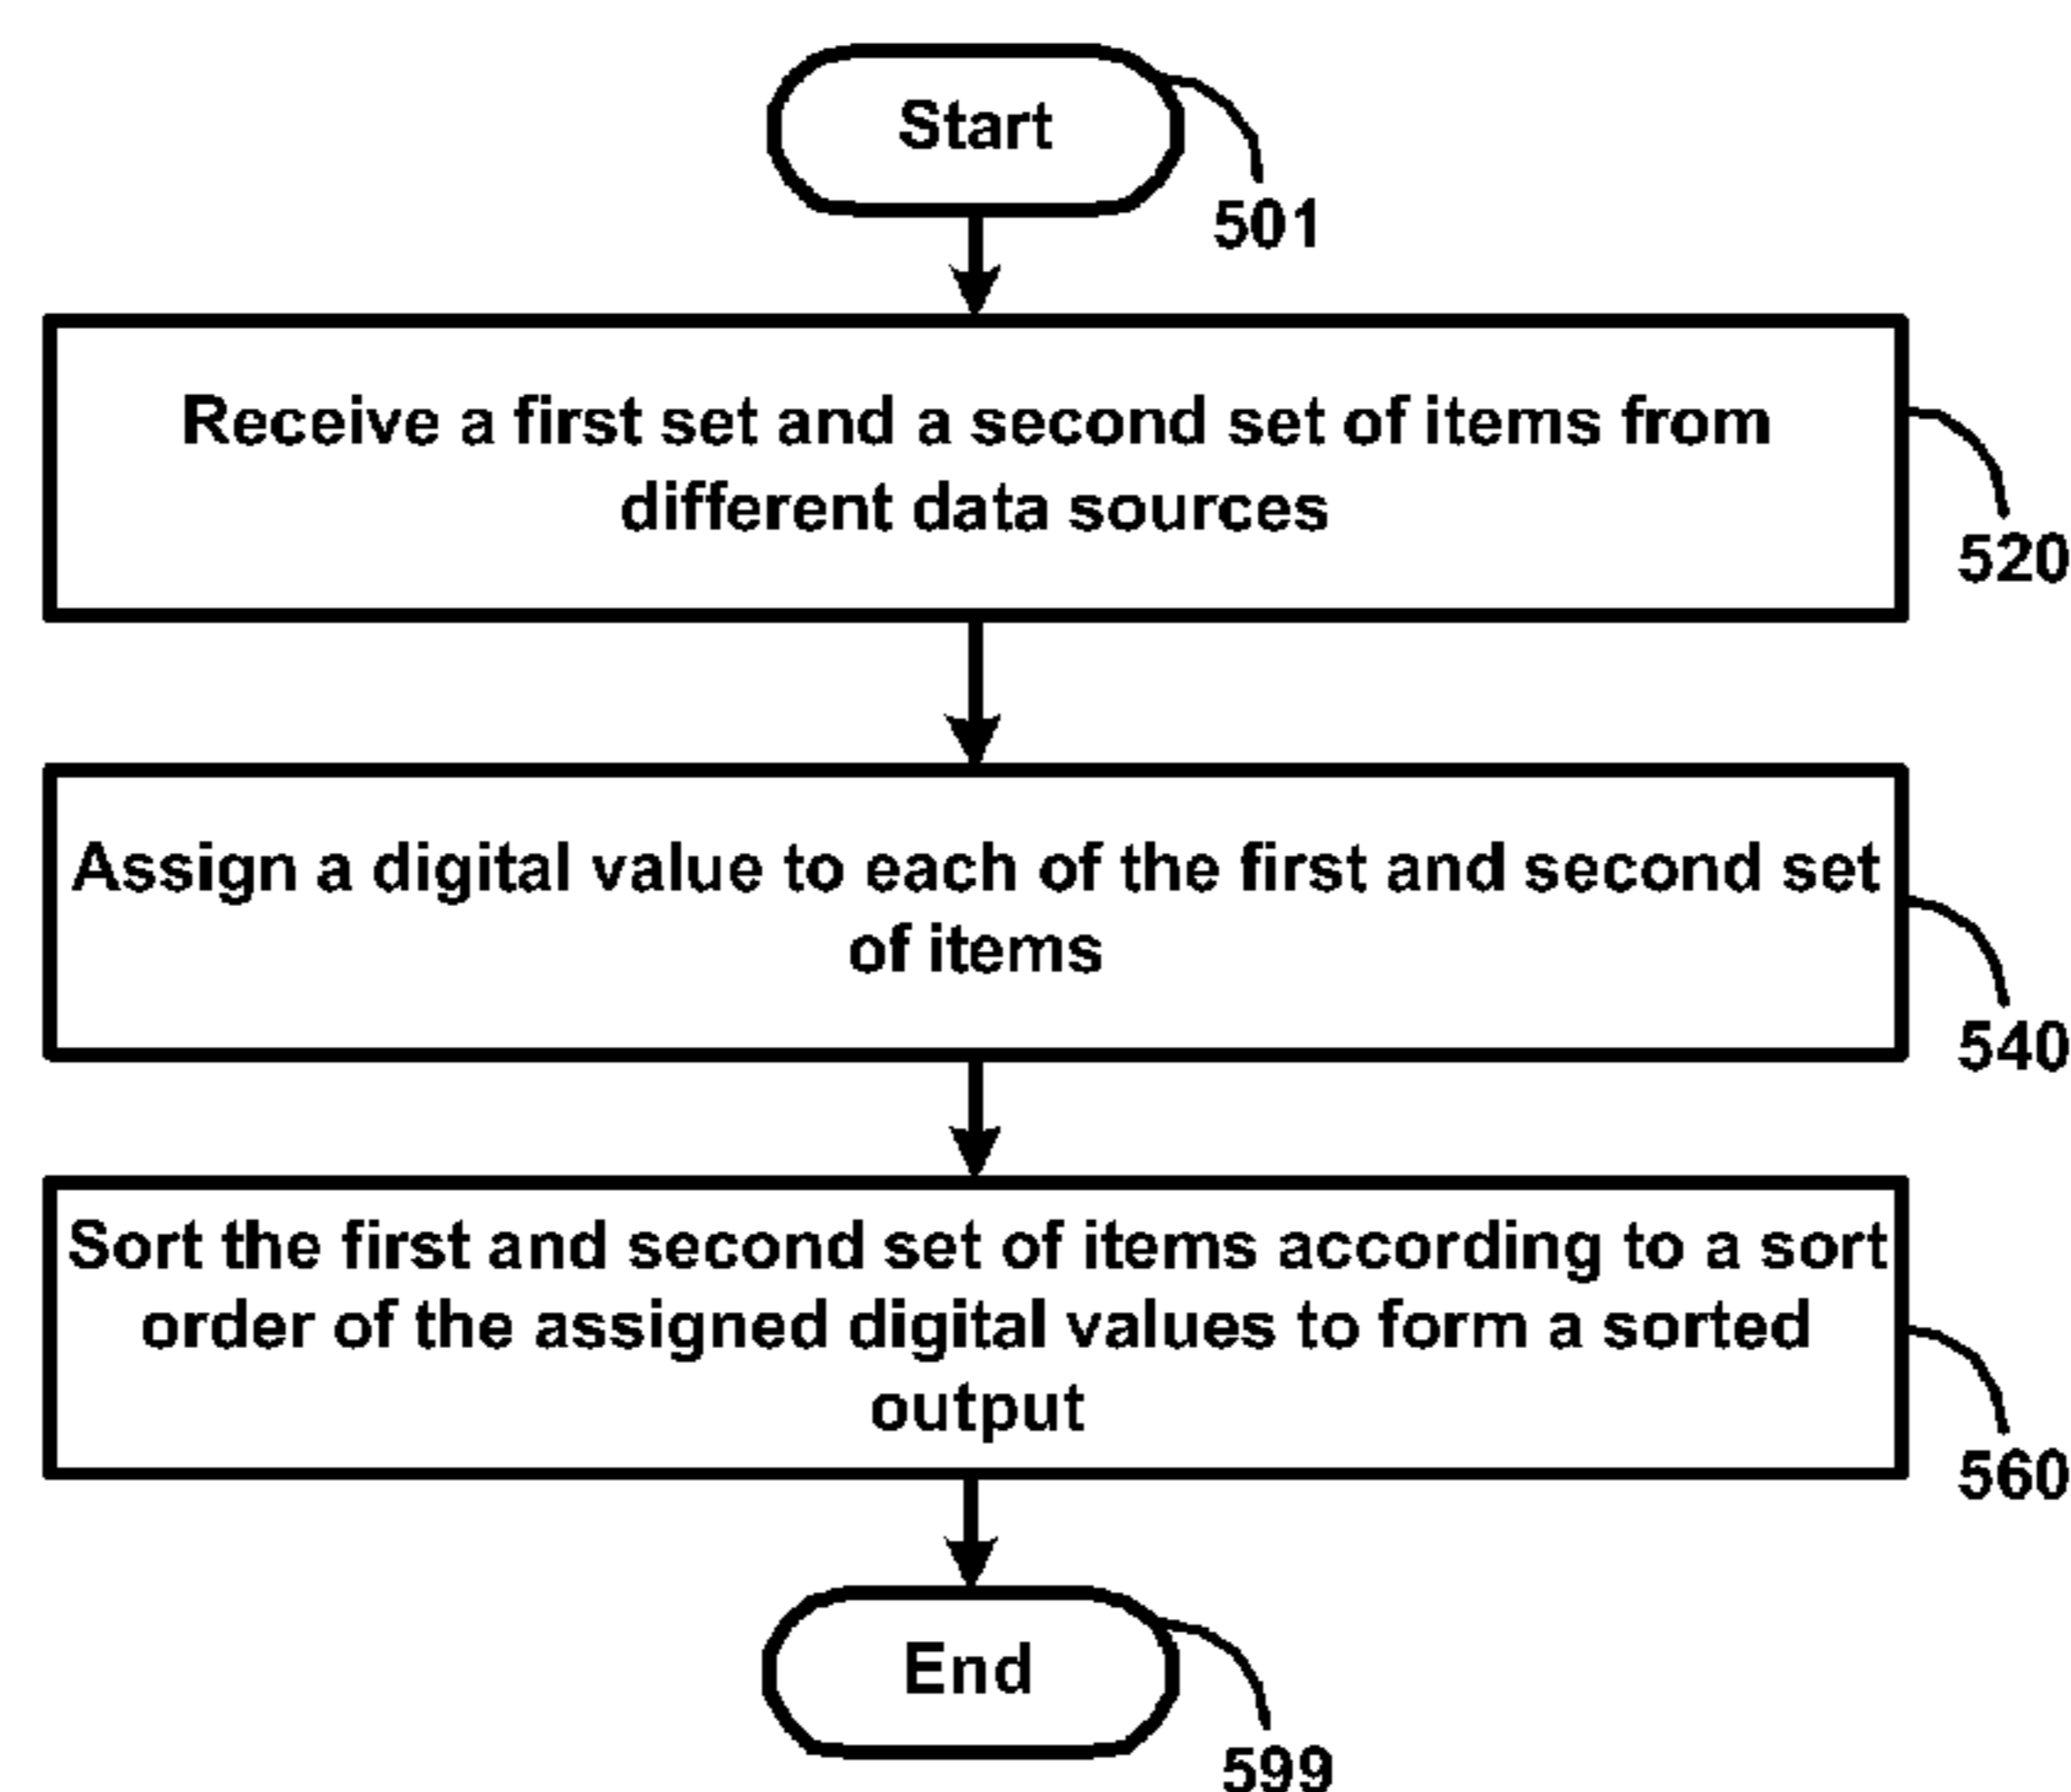 Start
501
Receive a first set and a second set of items from
different data sources
520
Assign a digital value to each of the first and second set
of items
540
Sort the first and second set of items according to a sort
order of the assigned digital values to form a sorted
output
560
End
599